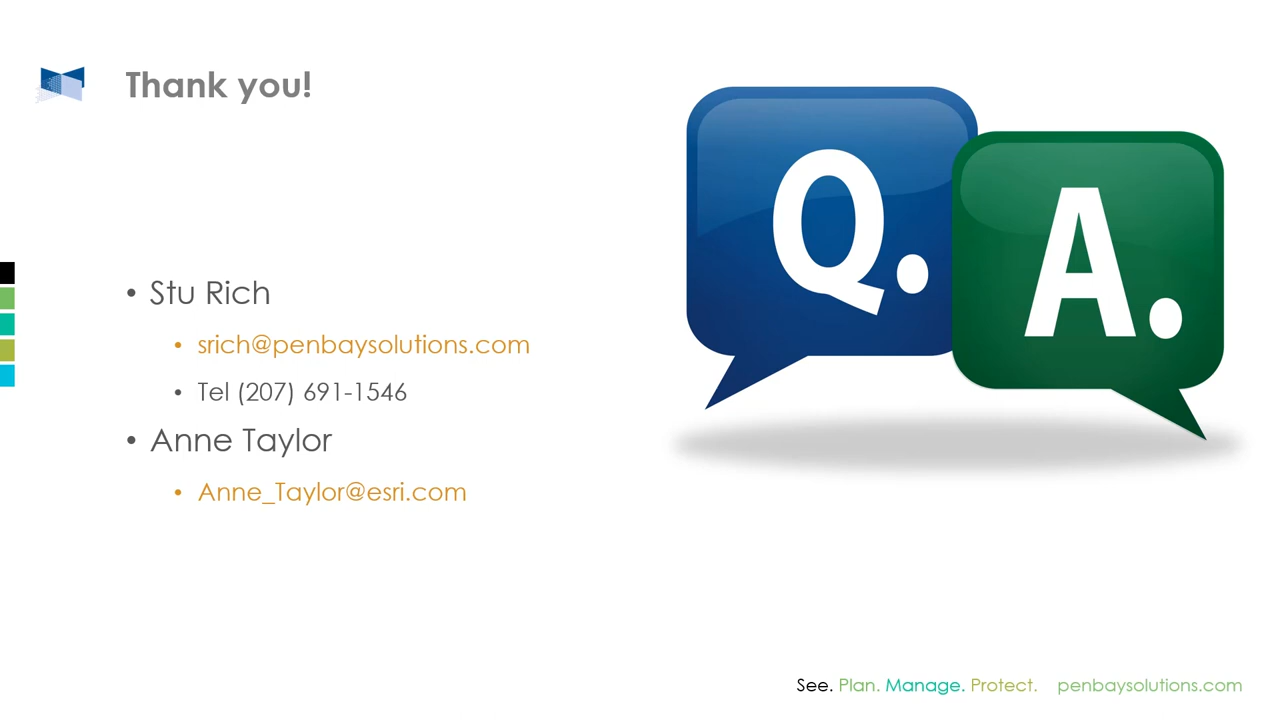 Thank you!
Q.
A.
• Stu Rich
• srich@penbaysolutions.com
• Tel (207) 691-1546
• Anne Taylor
• Anne_Taylor@esri.com
See. Plan. Manage. Protect. penbaysolutions.com